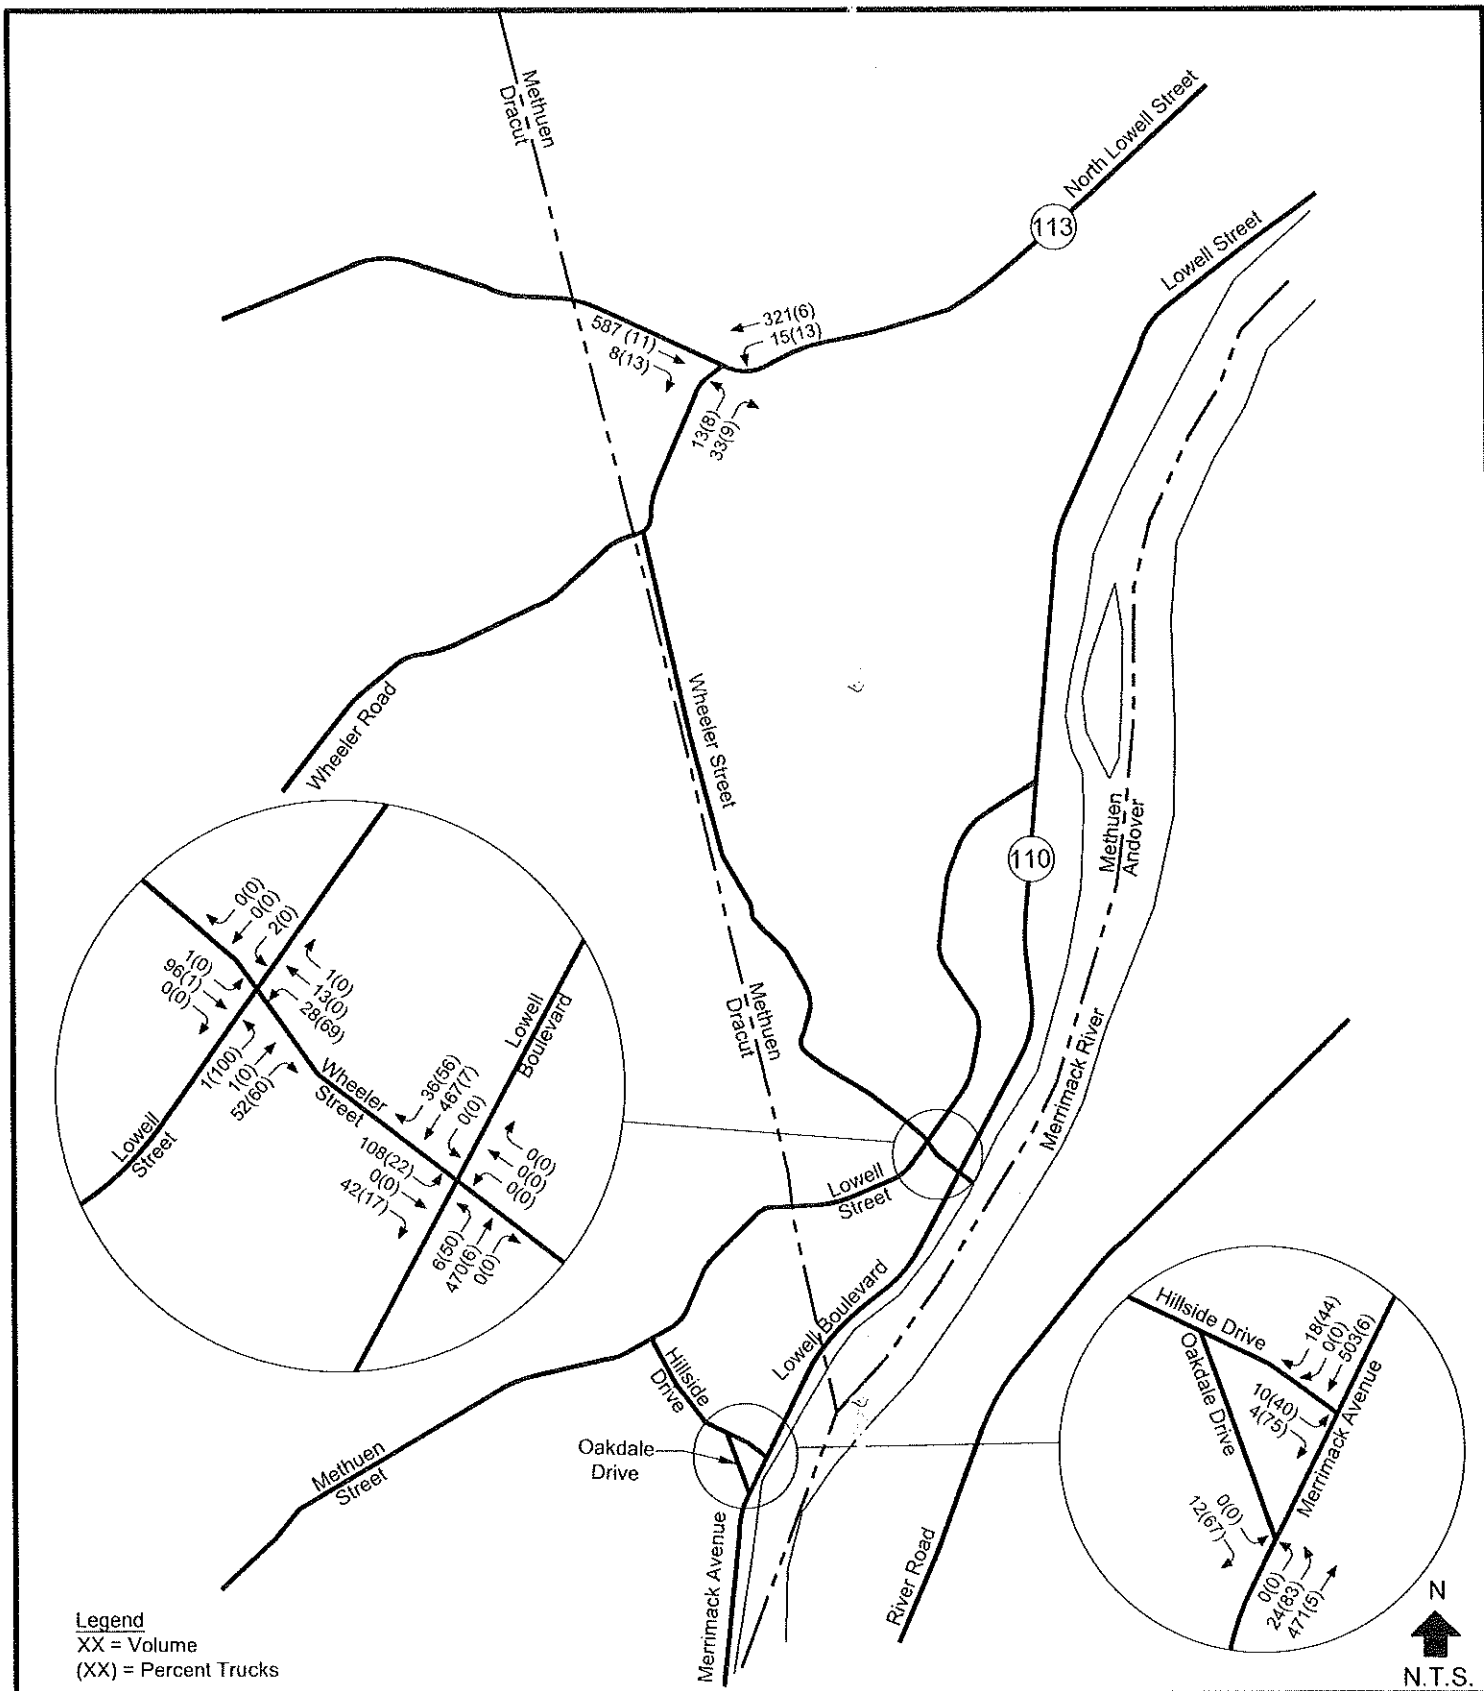 Methuen
Dracut
North Lowell Street
113
Lowell Street
321(6)
15(13)
587 (11)
8(13)
13(8)
33(9)
Wheeler Road
Wheeler Street
110
Methuen
Andover
Methuen
Dracut
Merrimack River
0(0)
0(0)
2(0)
1(0)
96(1)
0(0)
1(0)
13(0)
28(69)
1(100)
1(0)
52(60)
Lowell
Boulevard
Wheeler
Street
Lowell
Street
36(56)
467(7)
0(0)
108(22)
0(0)
42(17)
0(0)
0(0)
0(0)
6(50)
470(6)
0(0)
Lowell
Street
Lowell Boulevard
Hillside
Drive
Oakdale
Drive
Methuen
Street
Merrimack Avenue
River Road
Hillside Drive
Oakdale Drive
18(44)
0(0)
503(6)
10(40)
4(75)
Merrimack Avenue
0(0)
12(67)
0(0)
24(83)
471(5)
Legend
XX = Volume
(XX) = Percent Trucks
N
N.T.S.